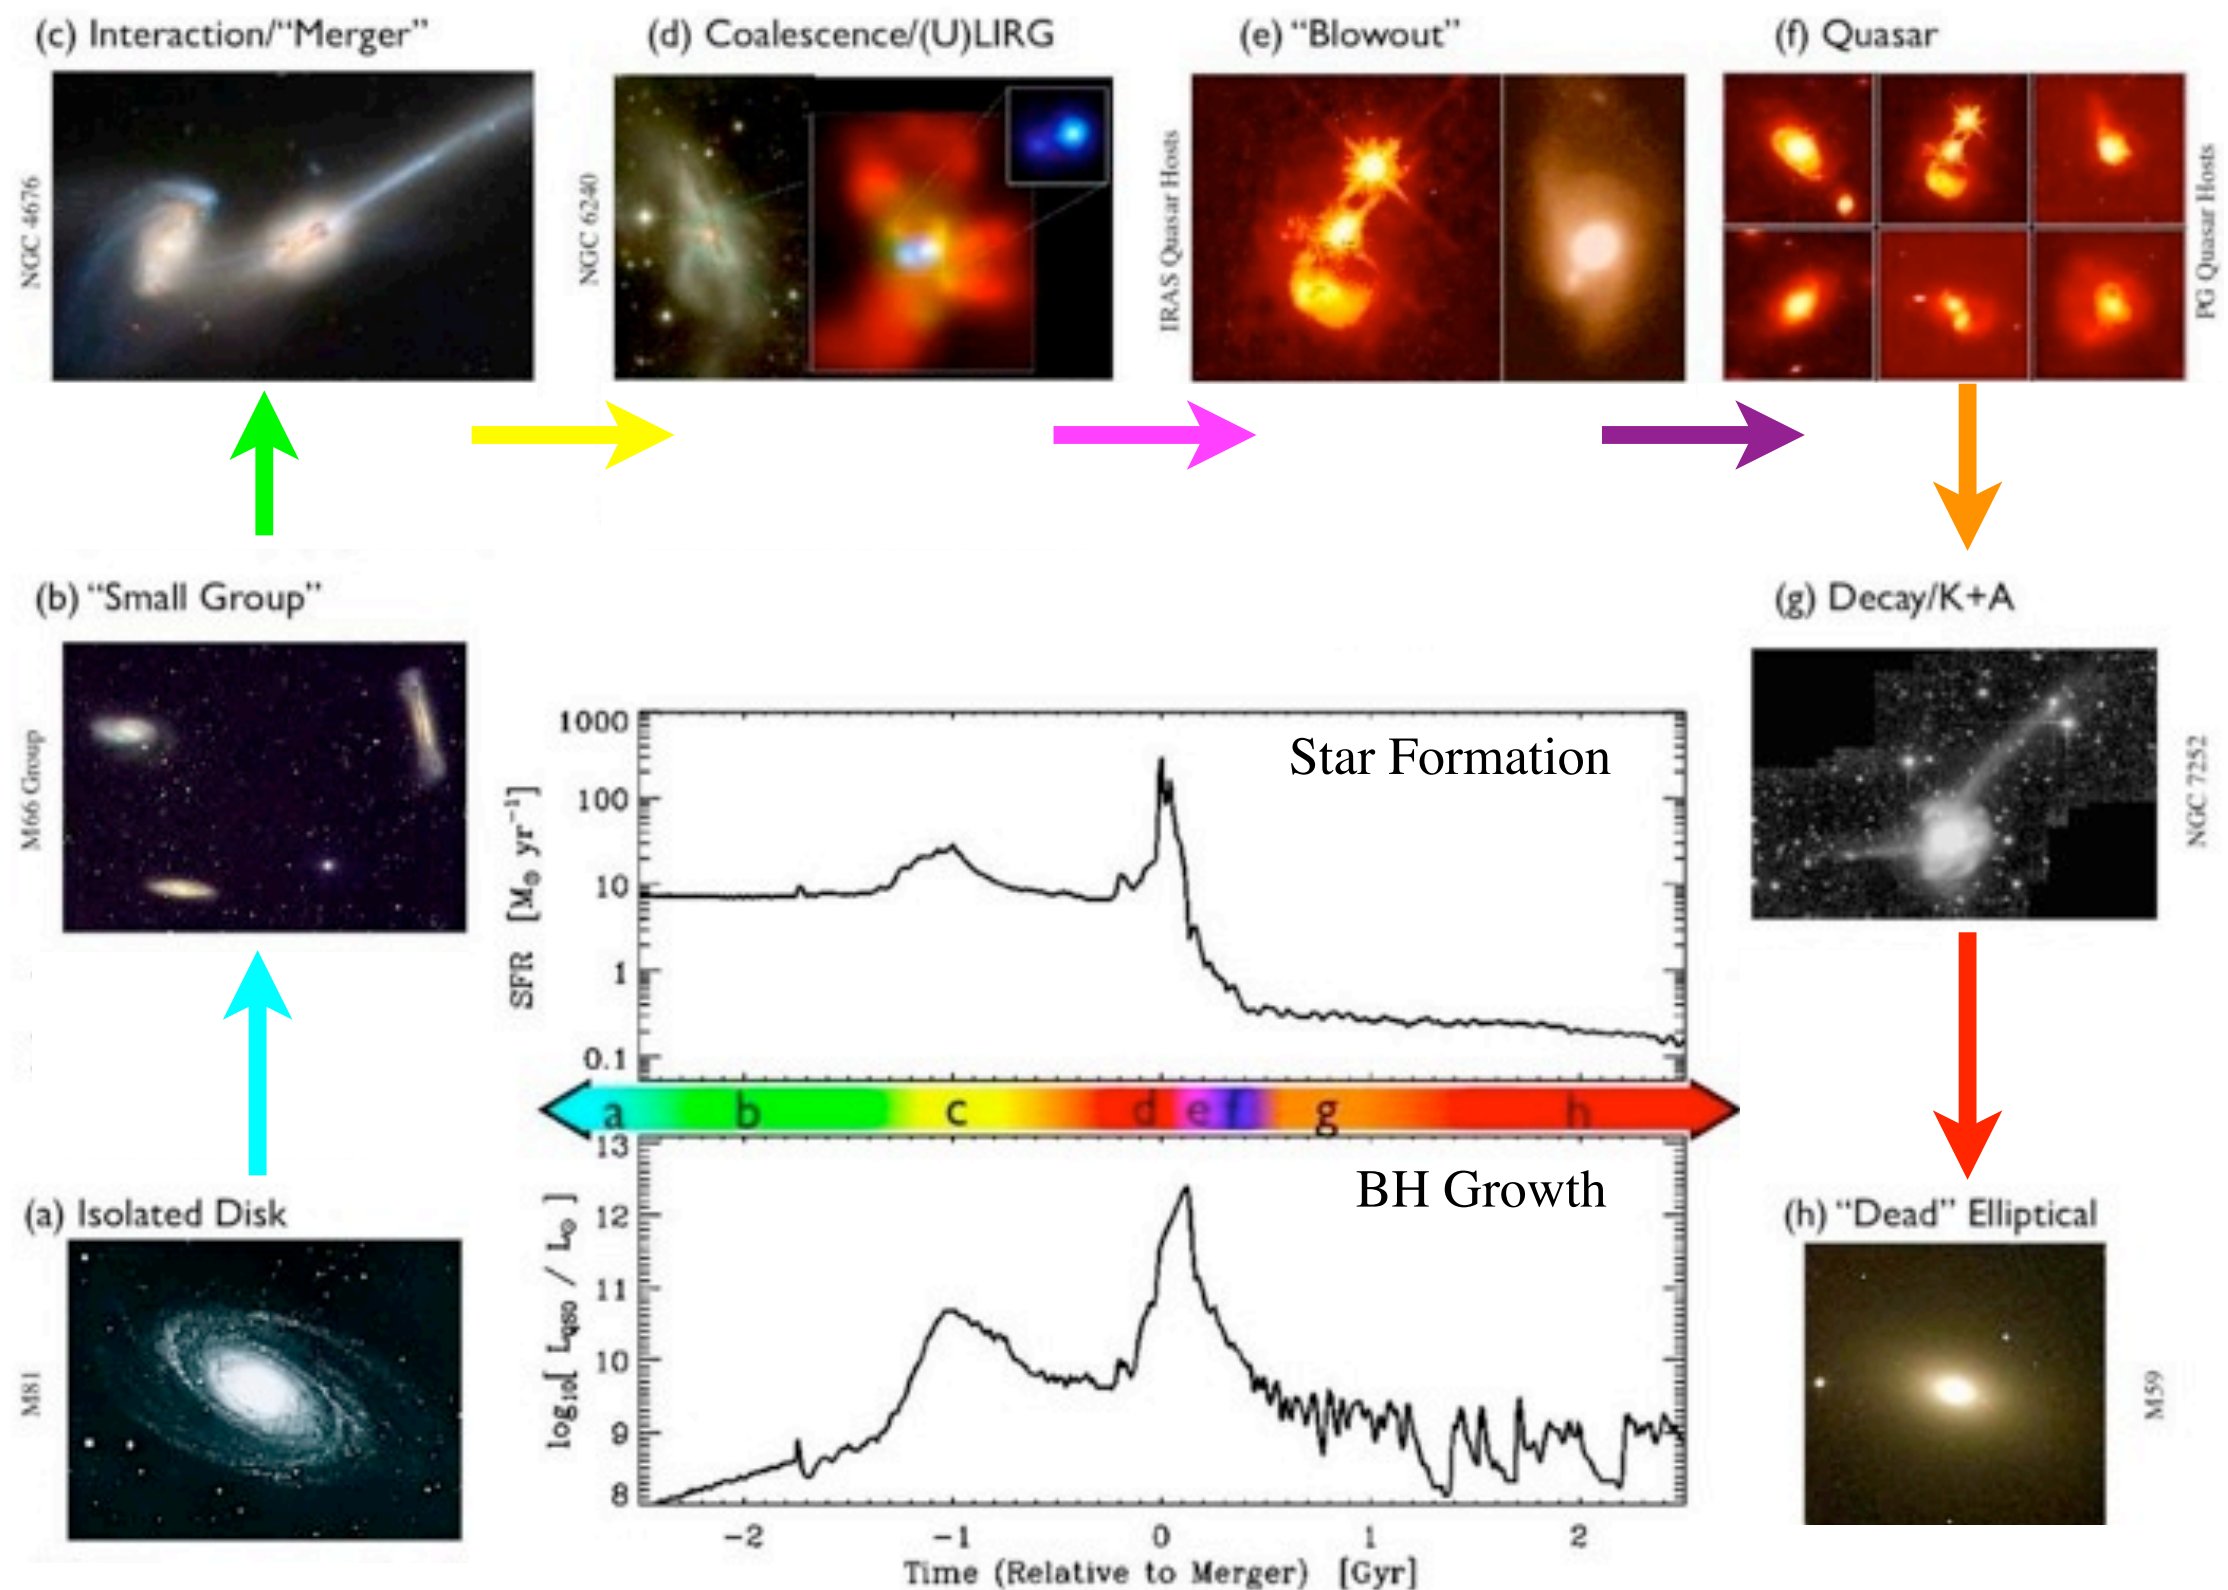 (c) Interaction/“Merger”
NGC 4676
(d) Coalescence/(U)LIRG
NGC 6240
(e) “Blowout”
IRAS Quasar Hosts
(f) Quasar
PG Quasar Hosts
(b) “Small Group”
M66 Group
(g) Decay/K+A
NGC 7252
(a) Isolated Disk
M81
(h) “Dead” Elliptical
M59
Star Formation
SFR [M⊙ yr⁻¹]
1000
100
10
1
0.1
a b c d e f g h
BH Growth
log₁₀[ L_QSO / L⊙ ]
13
12
11
10
9
8
-2 -1 0 1 2
Time (Relative to Merger) [Gyr]